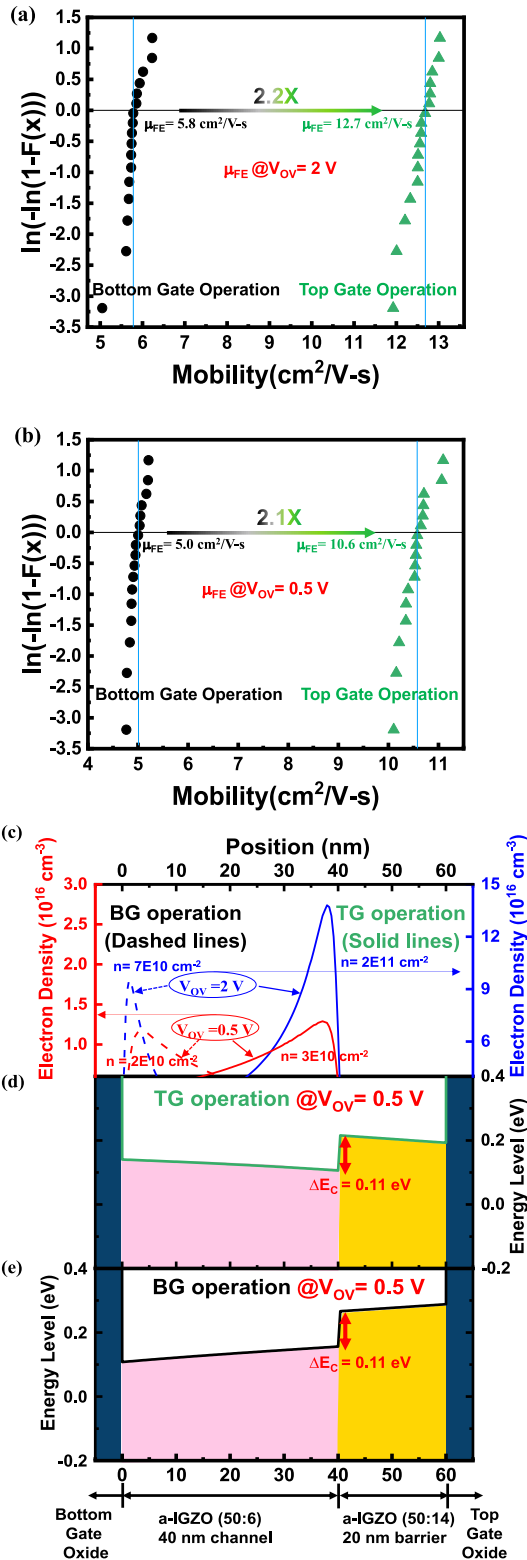 (a)
1.5
1.0
0.5
0.0
-0.5
-1.0
-1.5
-2.0
-2.5
-3.0
-3.5
ln(-ln(1-F(x)))
2.2X
μFE= 5.8 cm²/V-s
μFE= 12.7 cm²/V-s
μFE @VOV= 2 V
Bottom Gate Operation
Top Gate Operation
5 6 7 8 9 10 11 12 13
Mobility(cm²/V-s)
(b)
1.5
1.0
0.5
0.0
-0.5
-1.0
-1.5
-2.0
-2.5
-3.0
-3.5
ln(-ln(1-F(x)))
2.1X
μFE= 5.0 cm²/V-s
μFE= 10.6 cm²/V-s
μFE @VOV= 0.5 V
Bottom Gate Operation
Top Gate Operation
4 5 6 7 8 9 10 11
Mobility(cm²/V-s)
(c)
Position (nm)
0 10 20 30 40 50 60
Electron Density (10¹⁶ cm⁻³)
3.0
2.5
2.0
1.5
1.0
15
12
9
6
Electron Density (10¹⁶ cm⁻³)
BG operation
(Dashed lines)
TG operation
(Solid lines)
n= 7E10 cm⁻²
n= 2E11 cm⁻²
VOV =2 V
VOV =0.5 V
n = 2E10 cm⁻²
n= 3E10 cm⁻²
(d)
TG operation @VOV= 0.5 V
ΔEC = 0.11 eV
0.4
0.2
0.0
-0.2
Energy Level (eV)
(e)
0.4
0.2
0.0
-0.2
Energy Level (eV)
BG operation @VOV= 0.5 V
ΔEC = 0.11 eV
0 10 20 30 40 50 60
Bottom
Gate
Oxide
a-IGZO (50:6)
40 nm channel
a-IGZO (50:14)
20 nm barrier
Top
Gate
Oxide